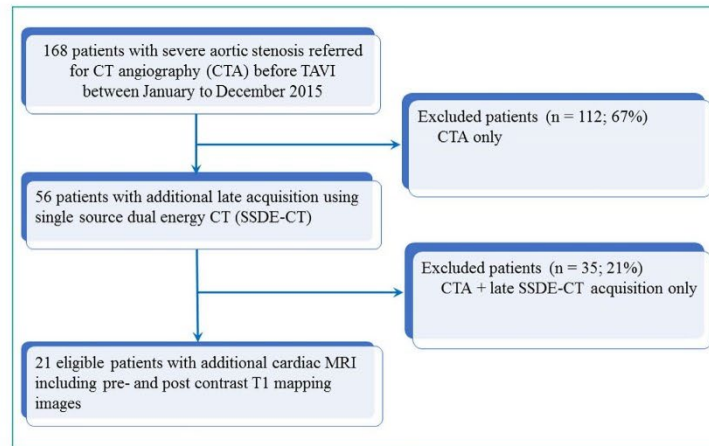 168 patients with severe aortic stenosis referred
for CT angiography (CTA) before TAVI
between January to December 2015
Excluded patients (n = 112; 67%)
CTA only
56 patients with additional late acquisition using
single source dual energy CT (SSDE-CT)
Excluded patients (n = 35; 21%)
CTA + late SSDE-CT acquisition only
21 eligible patients with additional cardiac MRI
including pre- and post contrast T1 mapping
images